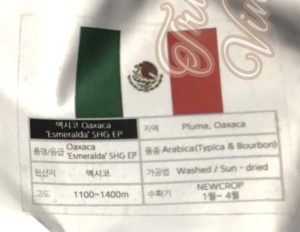 멕시코 Oaxaca
'Esmeralda' SHG EP
지역
Pluma, Oaxaca
품명/등급
Oaxaca
'Esmeralda' SHG EP
품종
Arabica(Typica & Bourbon)
원산지
멕시코
가공법
Washed / Sun - dried
고도
1100~1400m
수확기
NEWCROP
1월~ 4월